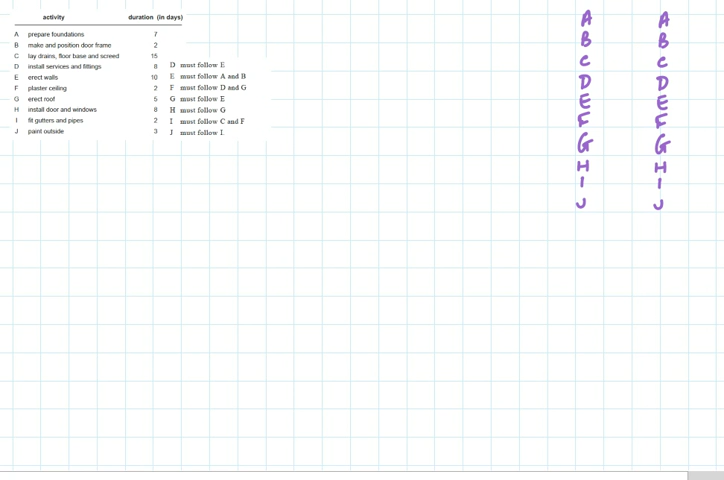 activity duration (in days)
A prepare foundations 7
B make and position door frame 2
C lay drains, floor base and screed 15
D install services and fittings 8
E erect walls 10
F plaster ceiling 2
G erect roof 5
H install door and windows 8
I fit gutters and pipes 2
J paint outside 3
D must follow E
E must follow A and B
F must follow D and G
G must follow E
H must follow G
I must follow C and F
J must follow I.
A A
B B
C C
D D
E E
F F
G G
H H
I I
J J